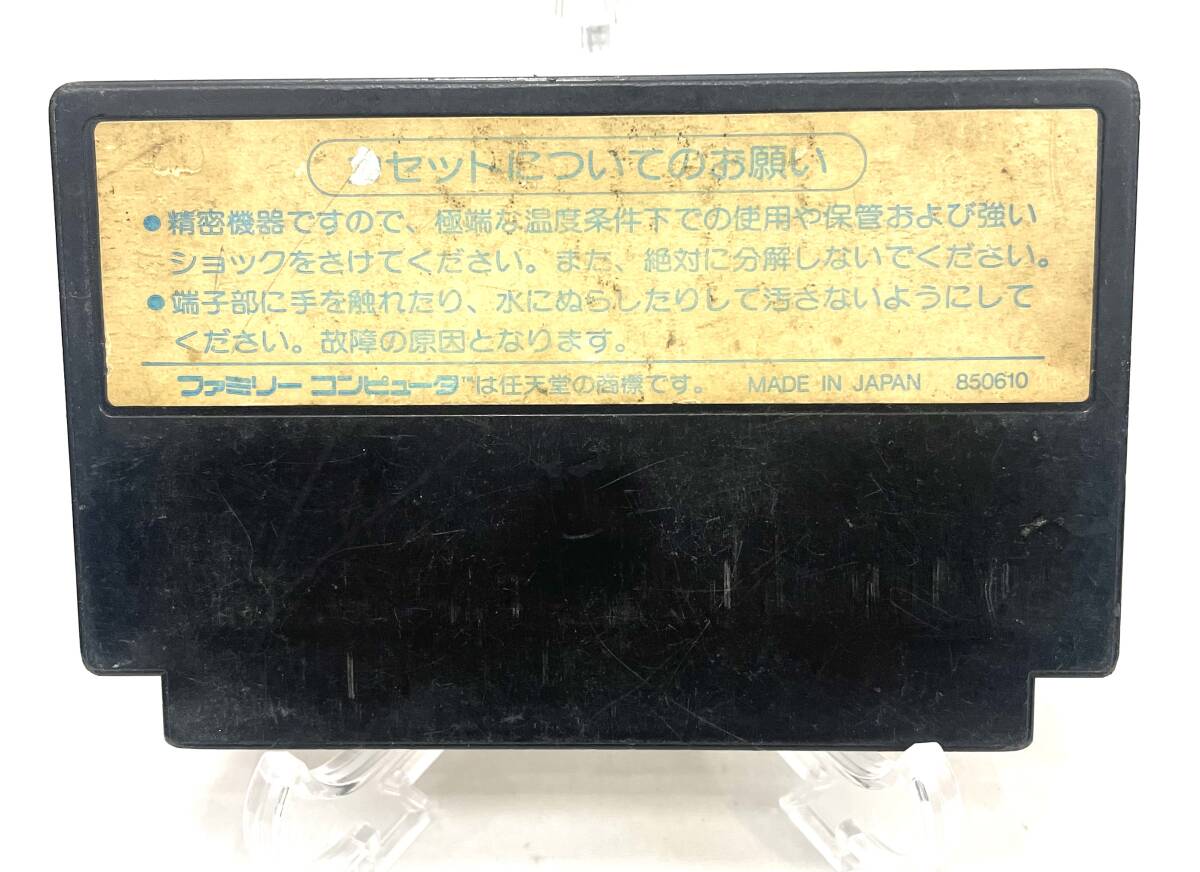 セットについてのお願い
●精密機器ですので、極端な温度条件下での使用や保管および強い
ショックをさけてください。また、絶対に分解しないでください。
●端子部に手を触れたり、水にぬらしたりして汚さないようにして
ください。故障の原因となります。
ファミリー コンピュータ™は任天堂の商標です。 MADE IN JAPAN 850610